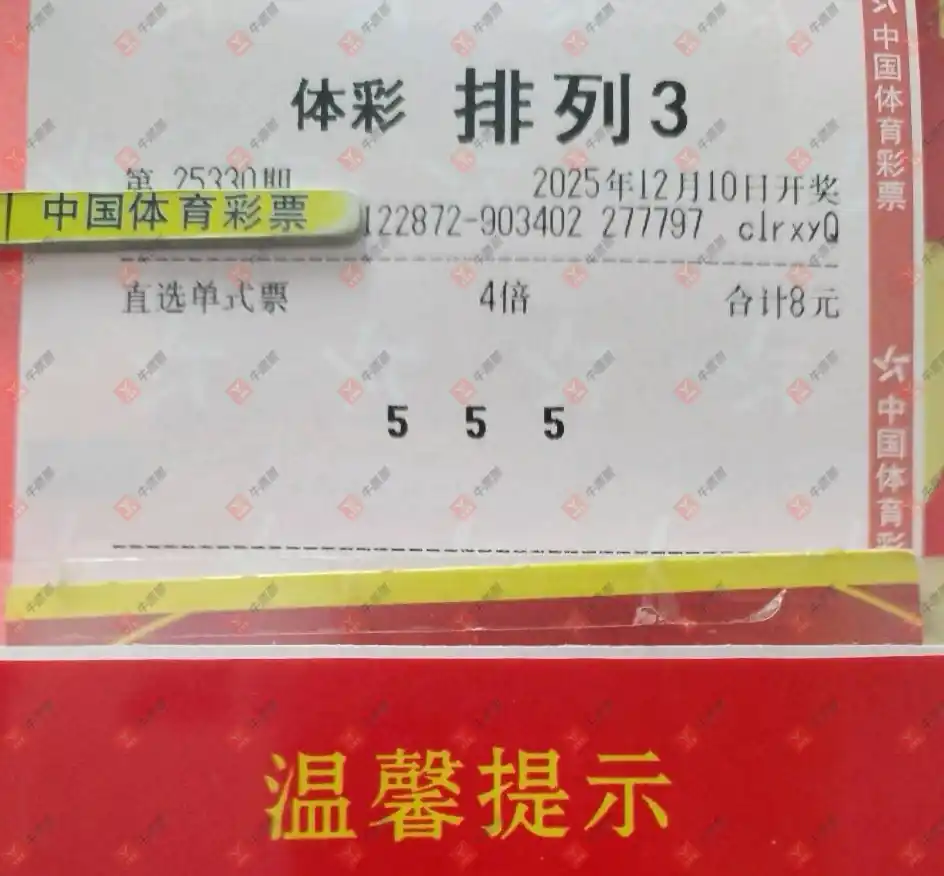 体彩 排列3
第 25330期 2025年12月10日开奖
中国体育彩票
122872-903402 277797 clrxyQ
直选单式票 4倍 合计8元
5 5 5
中国体育彩票
中国体育彩
温馨提示